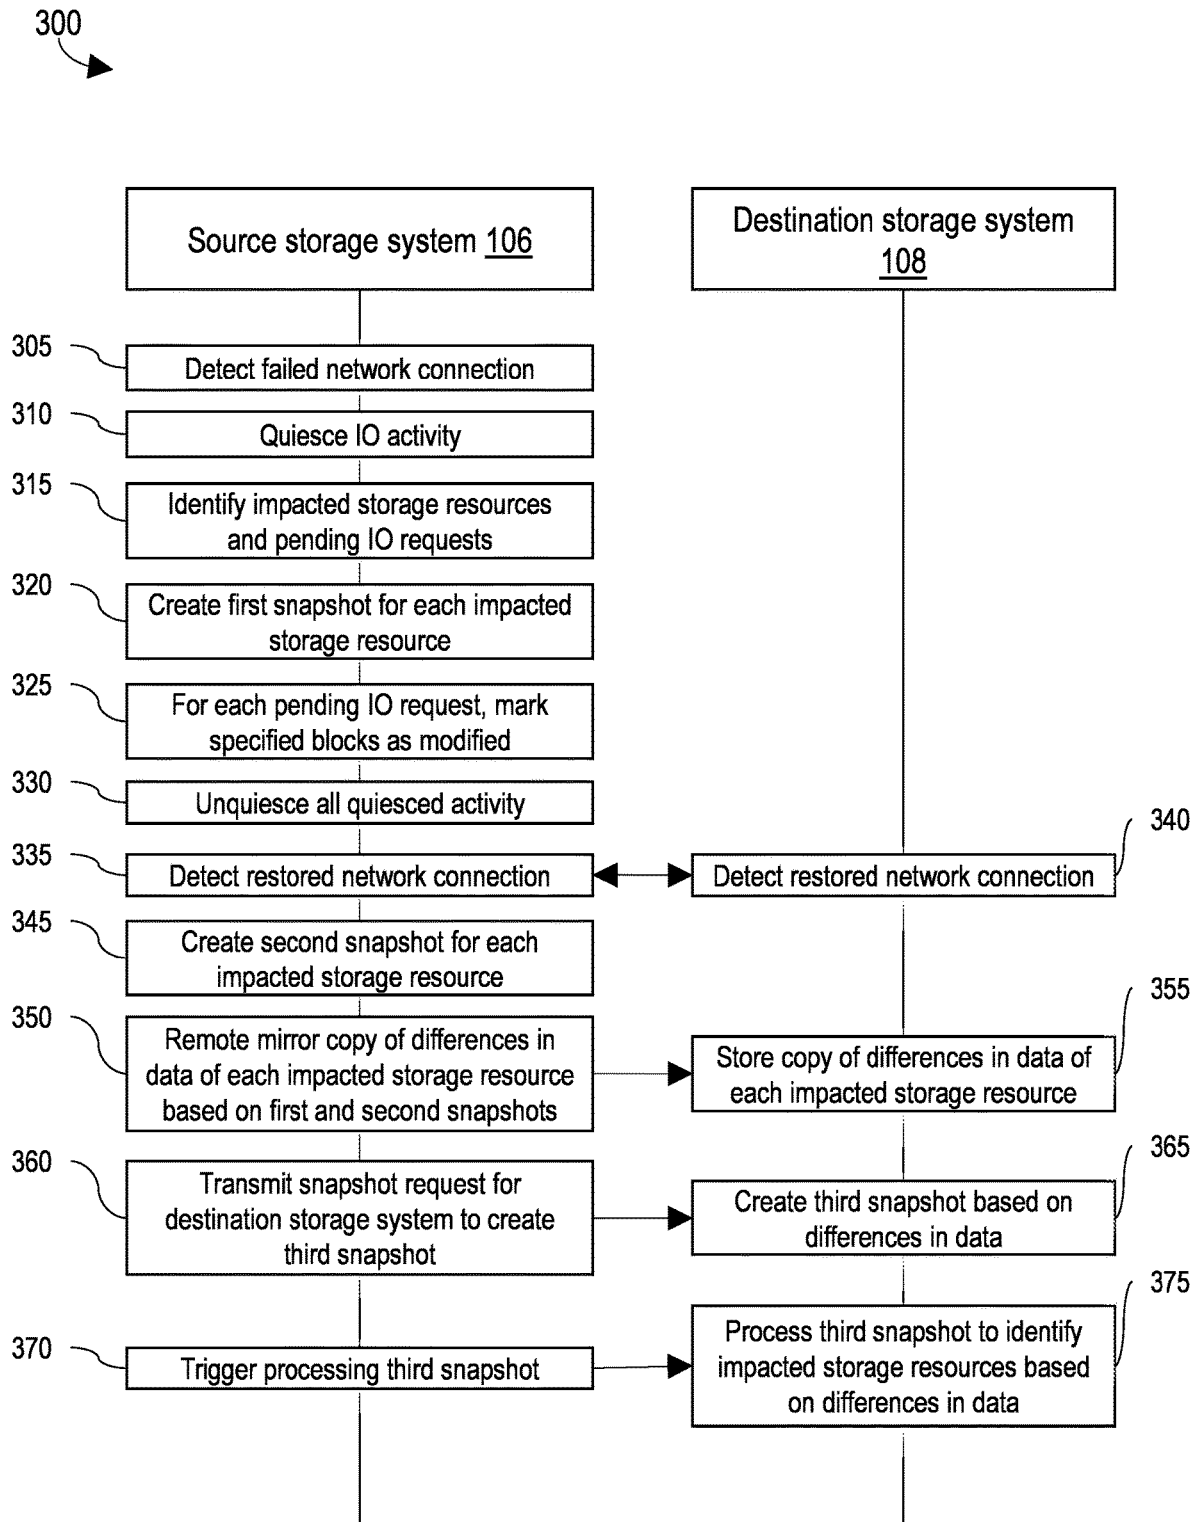 300
Source storage system 106
Destination storage system
108
305
Detect failed network connection
310
Quiesce IO activity
315
Identify impacted storage resources
and pending IO requests
320
Create first snapshot for each impacted
storage resource
325
For each pending IO request, mark
specified blocks as modified
330
Unquiesce all quiesced activity
335
Detect restored network connection
340
Detect restored network connection
345
Create second snapshot for each
impacted storage resource
350
Remote mirror copy of differences in
data of each impacted storage resource
based on first and second snapshots
355
Store copy of differences in data of
each impacted storage resource
360
Transmit snapshot request for
destination storage system to create
third snapshot
365
Create third snapshot based on
differences in data
370
Trigger processing third snapshot
375
Process third snapshot to identify
impacted storage resources based
on differences in data